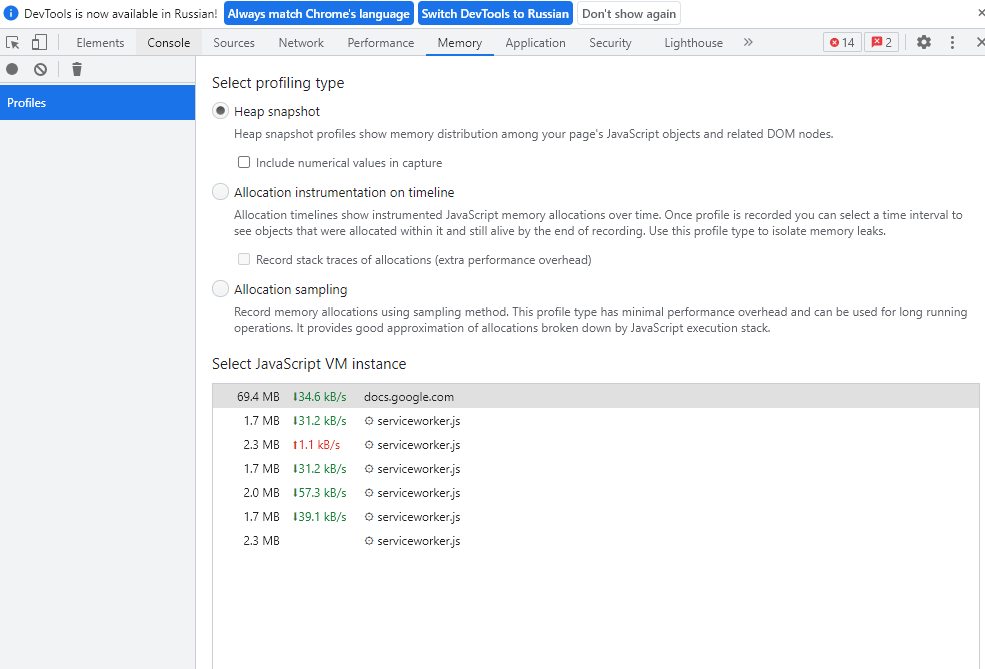 DevTools is now available in Russian! Always match Chrome's language Switch DevTools to Russian Don't show again
Elements Console Sources Network Performance Memory Application Security Lighthouse » 14 2
Profiles
Select profiling type
Heap snapshot
Heap snapshot profiles show memory distribution among your page's JavaScript objects and related DOM nodes.
Include numerical values in capture
Allocation instrumentation on timeline
Allocation timelines show instrumented JavaScript memory allocations over time. Once profile is recorded you can select a time interval to
see objects that were allocated within it and still alive by the end of recording. Use this profile type to isolate memory leaks.
Record stack traces of allocations (extra performance overhead)
Allocation sampling
Record memory allocations using sampling method. This profile type has minimal performance overhead and can be used for long running
operations. It provides good approximation of allocations broken down by JavaScript execution stack.
Select JavaScript VM instance
69.4 MB ⬇34.6 kB/s docs.google.com
1.7 MB ⬇31.2 kB/s serviceworker.js
2.3 MB ⬆1.1 kB/s serviceworker.js
1.7 MB ⬇31.2 kB/s serviceworker.js
2.0 MB ⬇57.3 kB/s serviceworker.js
1.7 MB ⬇39.1 kB/s serviceworker.js
2.3 MB serviceworker.js